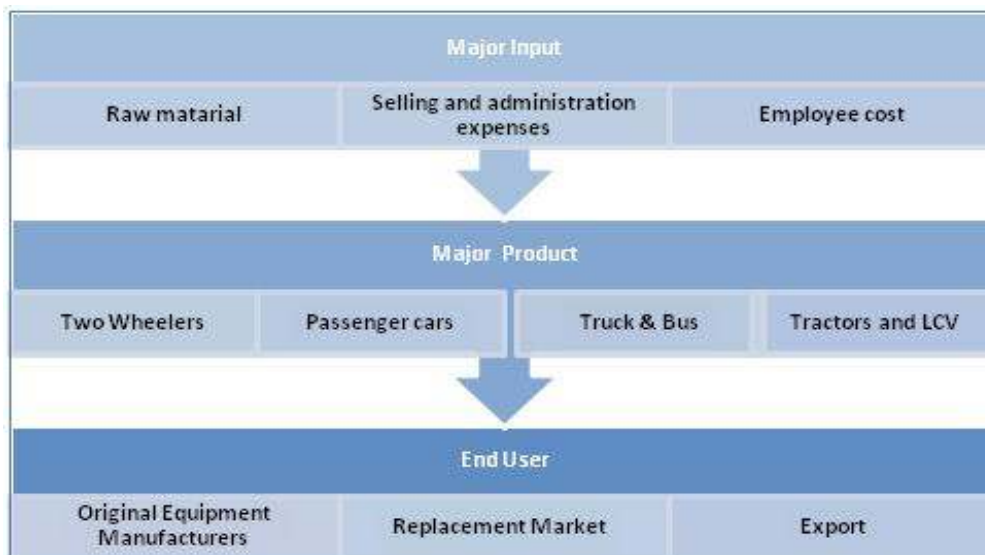 Major Input
Raw matarial
Selling and administration
expenses
Employee cost
Major Product
Two Wheelers
Passenger cars
Truck & Bus
Tractors and LCV
End User
Original Equipment
Manufacturers
Replacement Market
Export